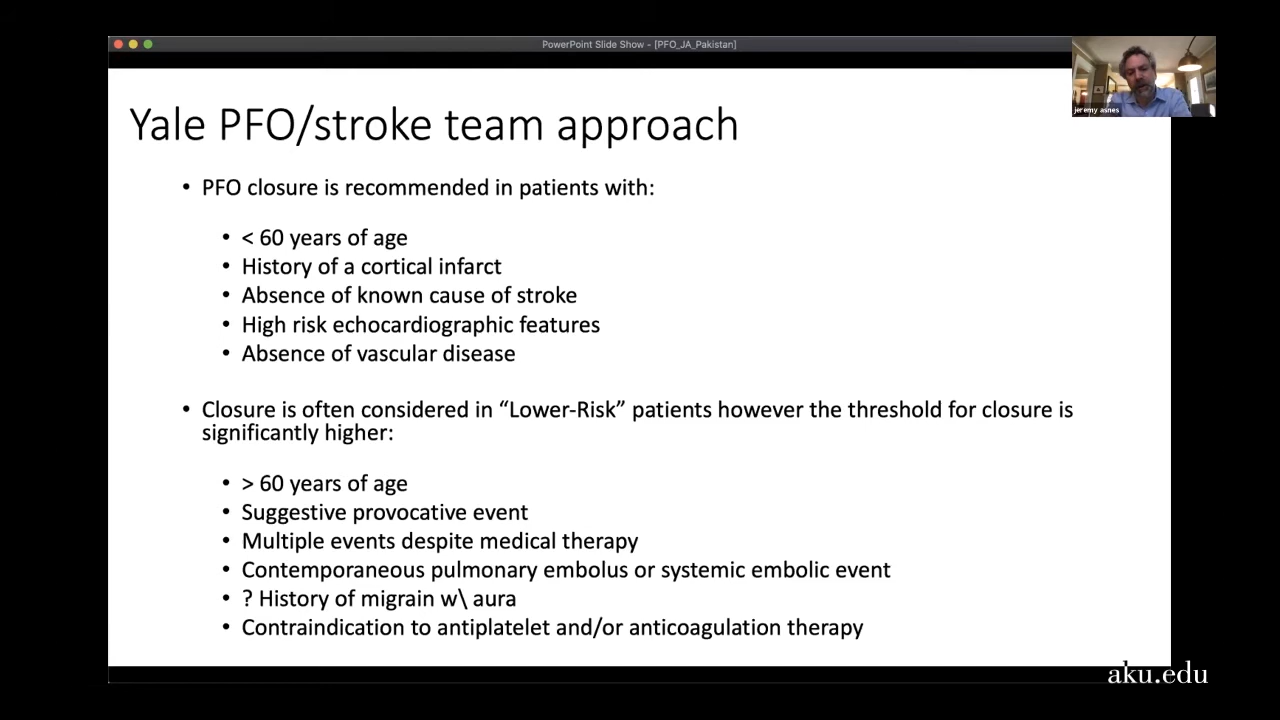 PowerPoint Slide Show - [PFO_JA_Pakistan]
jeremy asnes
Yale PFO/stroke team approach
• PFO closure is recommended in patients with:
• < 60 years of age
• History of a cortical infarct
• Absence of known cause of stroke
• High risk echocardiographic features
• Absence of vascular disease
• Closure is often considered in “Lower-Risk” patients however the threshold for closure is
significantly higher:
• > 60 years of age
• Suggestive provocative event
• Multiple events despite medical therapy
• Contemporaneous pulmonary embolus or systemic embolic event
• ? History of migrain w\ aura
• Contraindication to antiplatelet and/or anticoagulation therapy
aku.edu